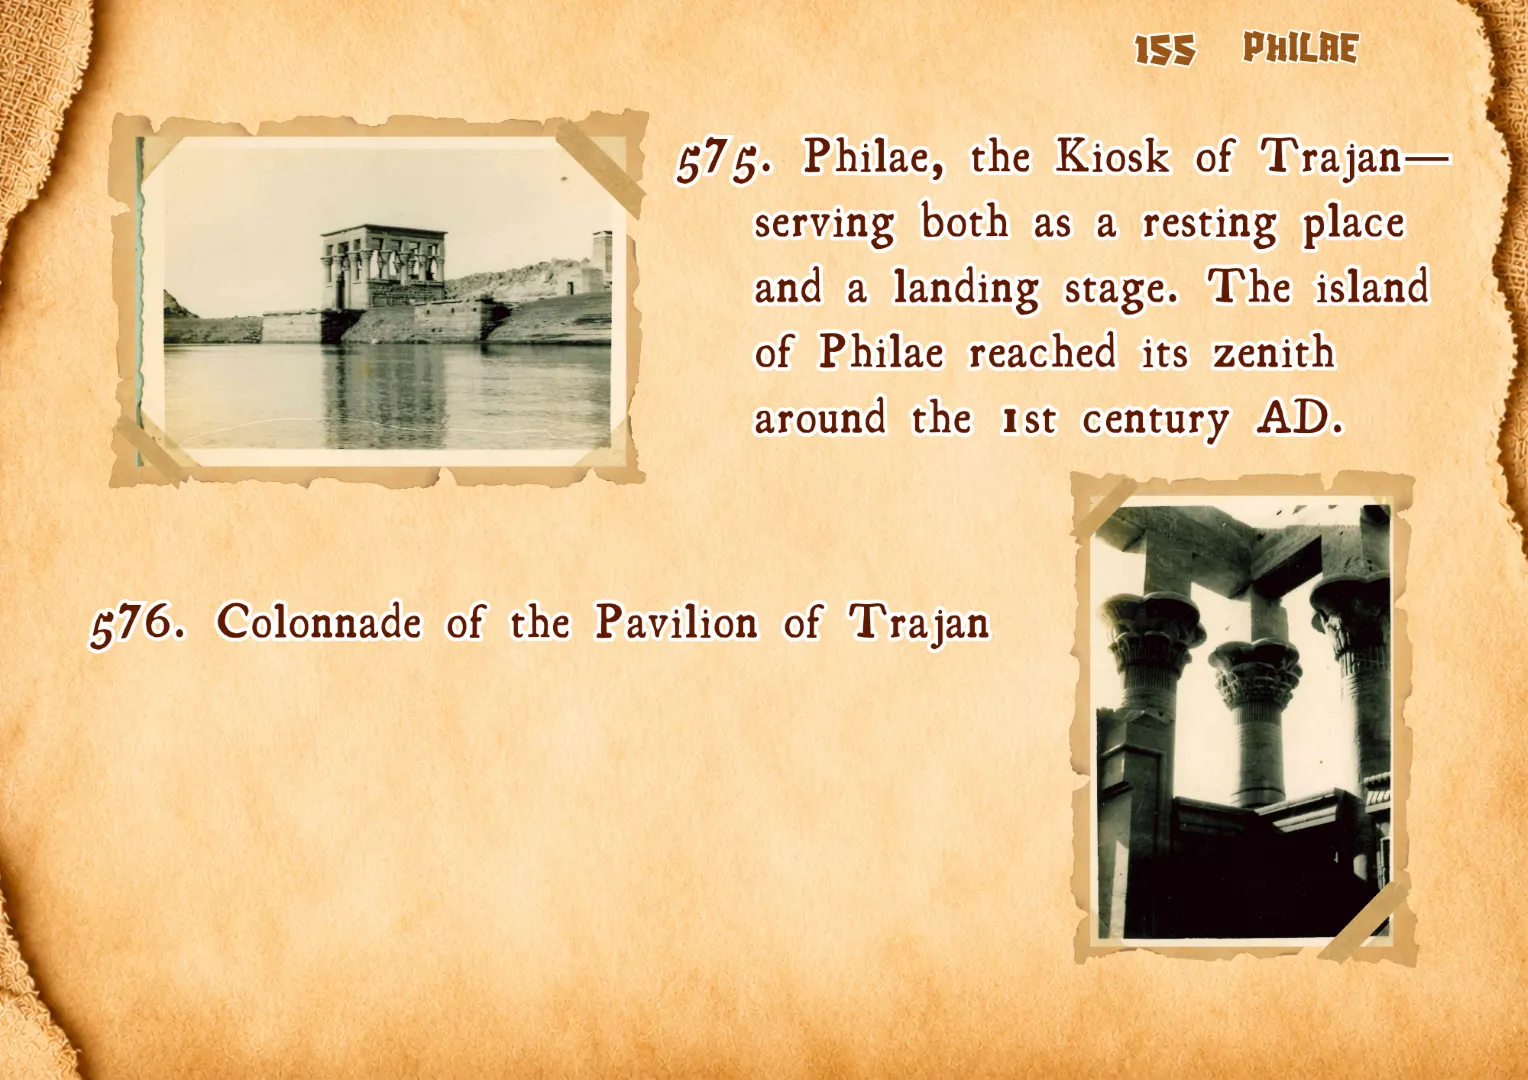 155 PHILAE
575. Philae, the Kiosk of Trajan—
serving both as a resting place
and a landing stage. The island
of Philae reached its zenith
around the 1st century AD.
576. Colonnade of the Pavilion of Trajan